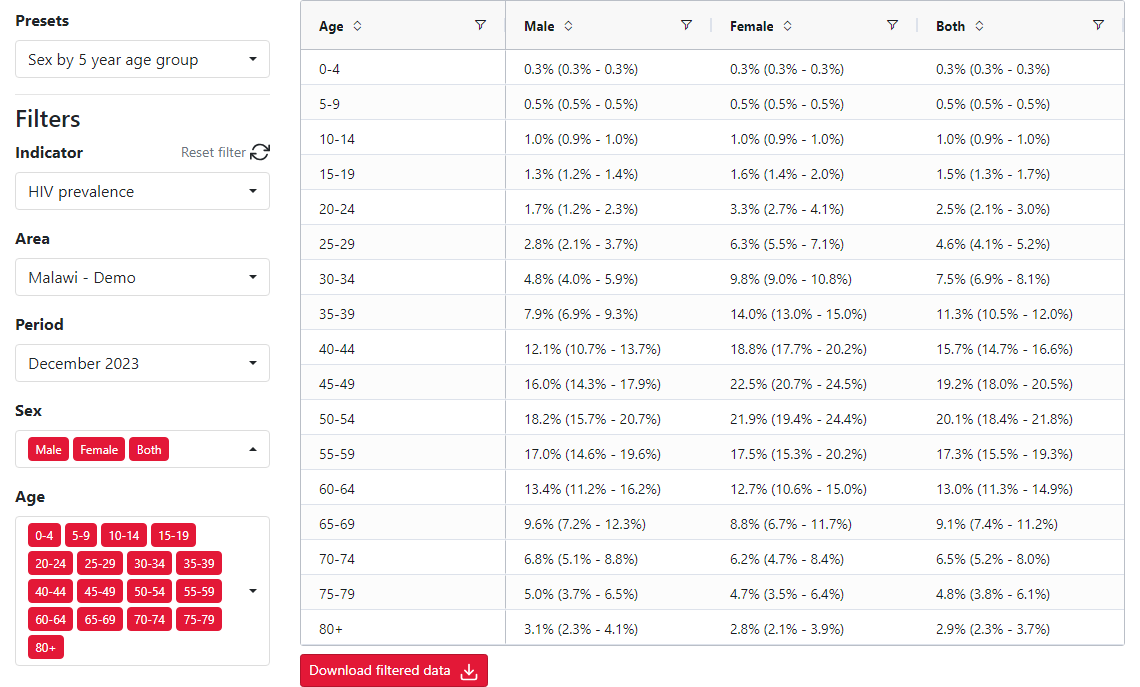 Presets
Sex by 5 year age group
Filters
Indicator Reset filter
HIV prevalence
Area
Malawi - Demo
Period
December 2023
Sex
Male Female Both
Age
0-4 5-9 10-14 15-19
20-24 25-29 30-34 35-39
40-44 45-49 50-54 55-59
60-64 65-69 70-74 75-79
80+
Age Male Female Both
0-4 0.3% (0.3% - 0.3%) 0.3% (0.3% - 0.3%) 0.3% (0.3% - 0.3%)
5-9 0.5% (0.5% - 0.5%) 0.5% (0.5% - 0.5%) 0.5% (0.5% - 0.5%)
10-14 1.0% (0.9% - 1.0%) 1.0% (0.9% - 1.0%) 1.0% (0.9% - 1.0%)
15-19 1.3% (1.2% - 1.4%) 1.6% (1.4% - 2.0%) 1.5% (1.3% - 1.7%)
20-24 1.7% (1.2% - 2.3%) 3.3% (2.7% - 4.1%) 2.5% (2.1% - 3.0%)
25-29 2.8% (2.1% - 3.7%) 6.3% (5.5% - 7.1%) 4.6% (4.1% - 5.2%)
30-34 4.8% (4.0% - 5.9%) 9.8% (9.0% - 10.8%) 7.5% (6.9% - 8.1%)
35-39 7.9% (6.9% - 9.3%) 14.0% (13.0% - 15.0%) 11.3% (10.5% - 12.0%)
40-44 12.1% (10.7% - 13.7%) 18.8% (17.7% - 20.2%) 15.7% (14.7% - 16.6%)
45-49 16.0% (14.3% - 17.9%) 22.5% (20.7% - 24.5%) 19.2% (18.0% - 20.5%)
50-54 18.2% (15.7% - 20.7%) 21.9% (19.4% - 24.4%) 20.1% (18.4% - 21.8%)
55-59 17.0% (14.6% - 19.6%) 17.5% (15.3% - 20.2%) 17.3% (15.5% - 19.3%)
60-64 13.4% (11.2% - 16.2%) 12.7% (10.6% - 15.0%) 13.0% (11.3% - 14.9%)
65-69 9.6% (7.2% - 12.3%) 8.8% (6.7% - 11.7%) 9.1% (7.4% - 11.2%)
70-74 6.8% (5.1% - 8.8%) 6.2% (4.7% - 8.4%) 6.5% (5.2% - 8.0%)
75-79 5.0% (3.7% - 6.5%) 4.7% (3.5% - 6.4%) 4.8% (3.8% - 6.1%)
80+ 3.1% (2.3% - 4.1%) 2.8% (2.1% - 3.9%) 2.9% (2.3% - 3.7%)
Download filtered data